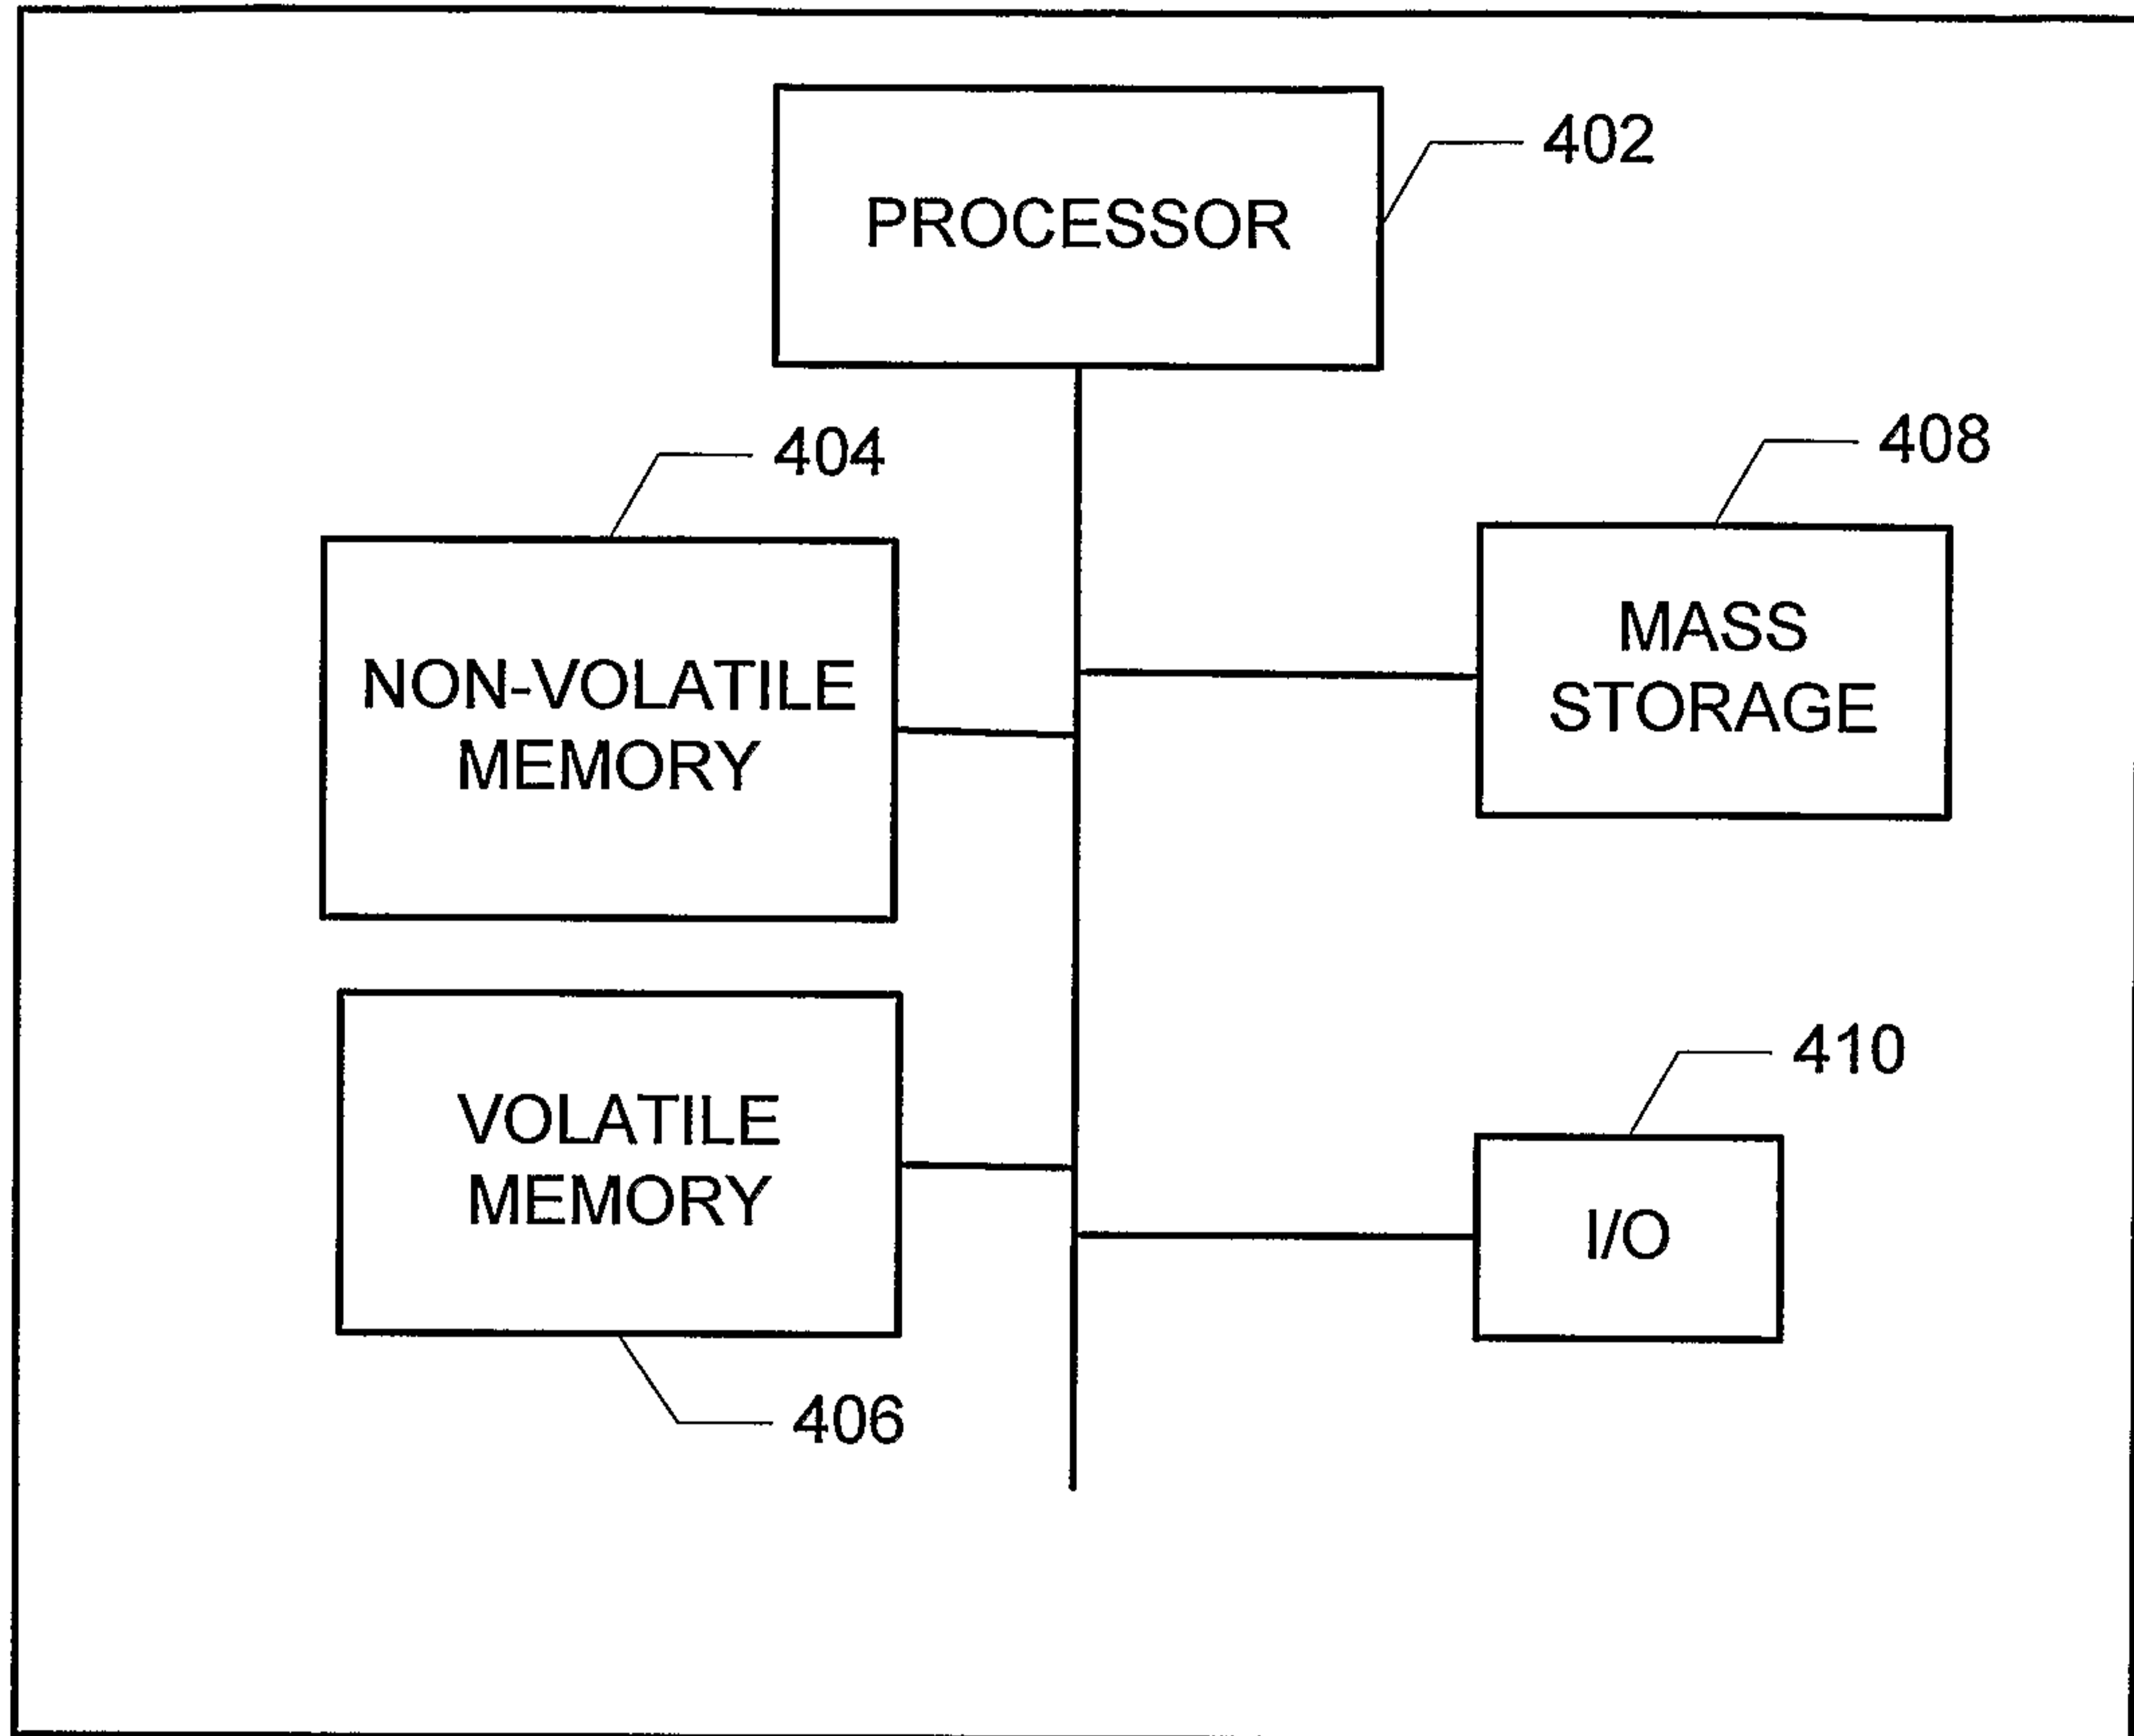 PROCESSOR
402
404
NON-VOLATILE
MEMORY
408
MASS
STORAGE
VOLATILE
MEMORY
406
410
I/O